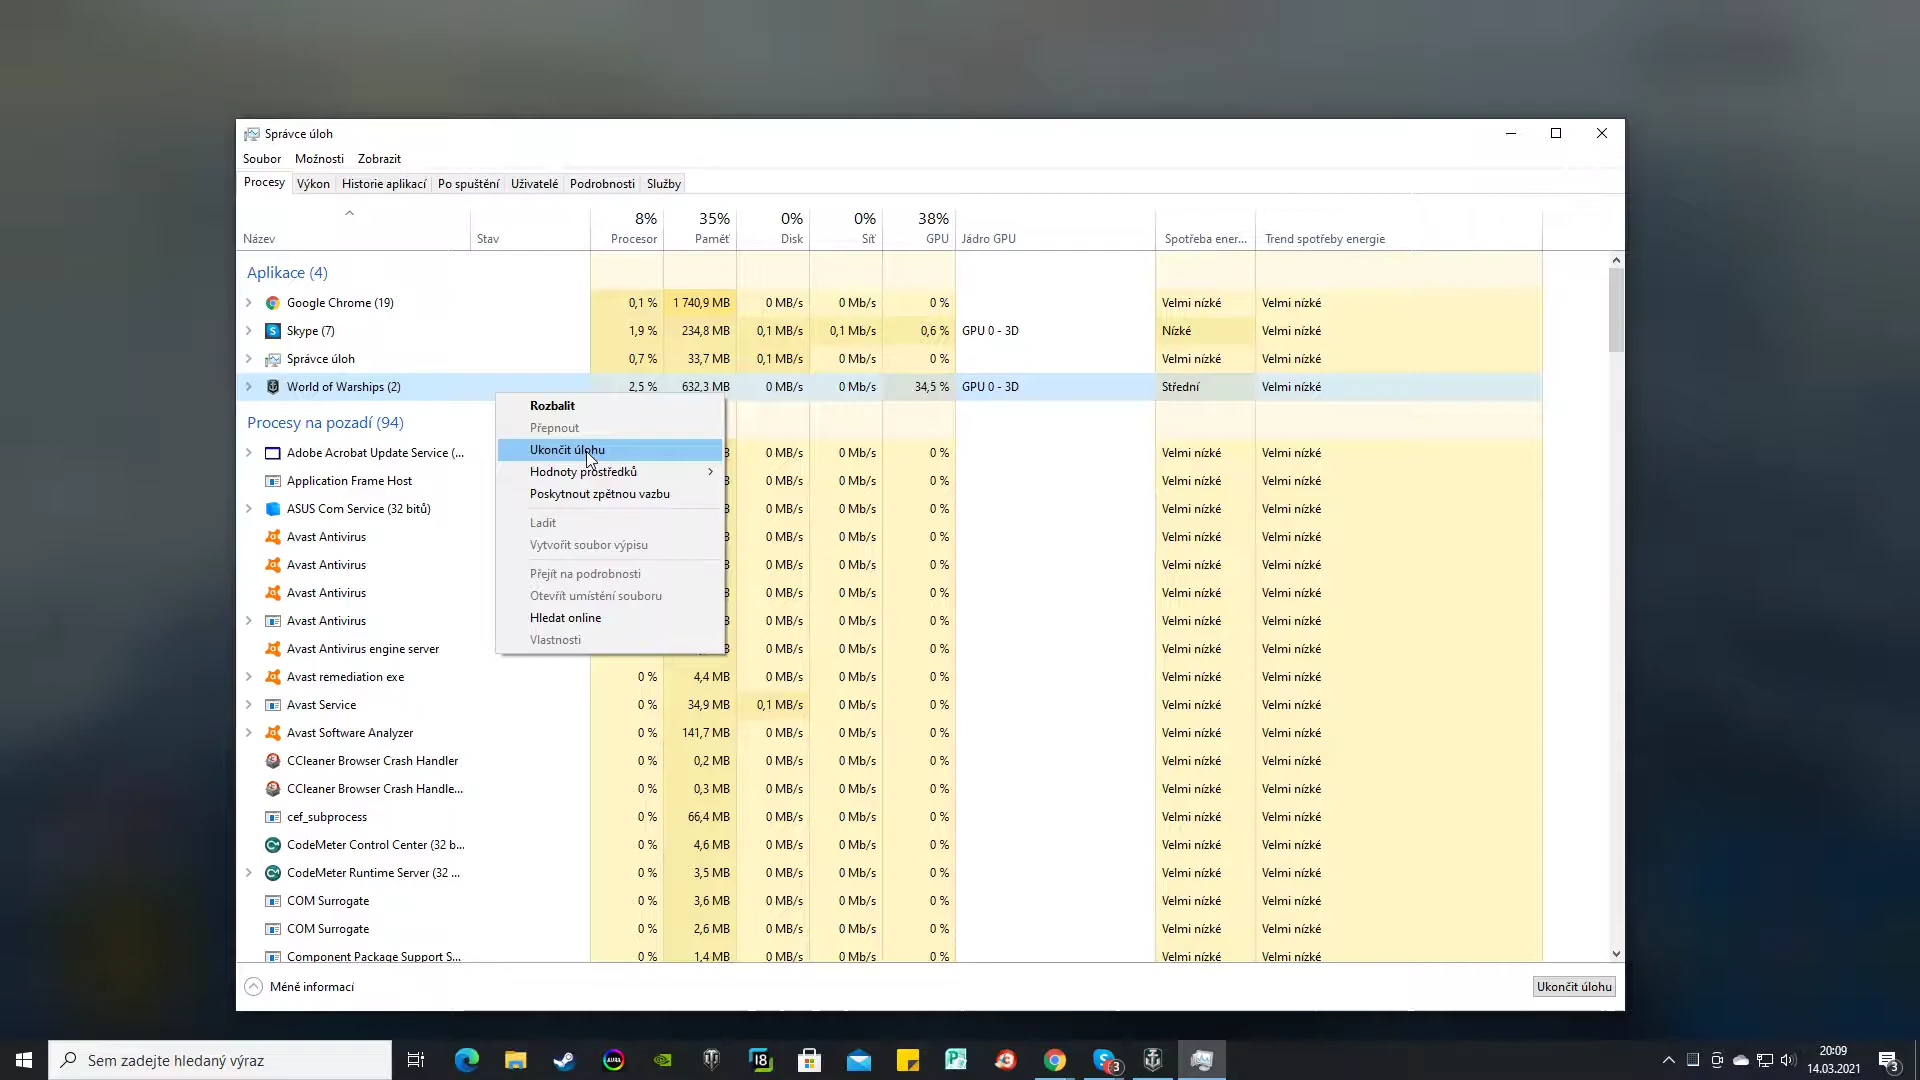 Správce úloh
Soubor Možnosti Zobrazit
Procesy Výkon Historie aplikací Po spuštění Uživatelé Podrobnosti Služby
8% 35% 0% 0% 38%
Název Stav Procesor Paměť Disk Síť GPU Jádro GPU Spotřeba ener... Trend spotřeby energie
Aplikace (4)
Google Chrome (19) 0,1 % 1 740,9 MB 0 MB/s 0 Mb/s 0 % Velmi nízké Velmi nízké
Skype (7) 1,9 % 234,8 MB 0,1 MB/s 0,1 Mb/s 0,6 % GPU 0 - 3D Nízké Velmi nízké
Správce úloh 0,7 % 33,7 MB 0,1 MB/s 0 Mb/s 0 % Velmi nízké Velmi nízké
World of Warships (2) 2,5 % 632,3 MB 0 MB/s 0 Mb/s 34,5 % GPU 0 - 3D Střední Velmi nízké
Rozbalit
Přepnout
Ukončit úlohu
Hodnoty prostředků
Poskytnout zpětnou vazbu
Ladit
Vytvořit soubor výpisu
Přejít na podrobnosti
Otevřít umístění souboru
Hledat online
Vlastnosti
Procesy na pozadí (94)
Adobe Acrobat Update Service (... 0 MB/s 0 Mb/s 0 % Velmi nízké Velmi nízké
Application Frame Host 0 MB/s 0 Mb/s 0 % Velmi nízké Velmi nízké
ASUS Com Service (32 bitů) 0 MB/s 0 Mb/s 0 % Velmi nízké Velmi nízké
Avast Antivirus 0 MB/s 0 Mb/s 0 % Velmi nízké Velmi nízké
Avast Antivirus 0 MB/s 0 Mb/s 0 % Velmi nízké Velmi nízké
Avast Antivirus 0 MB/s 0 Mb/s 0 % Velmi nízké Velmi nízké
Avast Antivirus 0 MB/s 0 Mb/s 0 % Velmi nízké Velmi nízké
Avast Antivirus engine server 0 MB/s 0 Mb/s 0 % Velmi nízké Velmi nízké
Avast remediation exe 0 % 4,4 MB 0 MB/s 0 Mb/s 0 % Velmi nízké Velmi nízké
Avast Service 0 % 34,9 MB 0,1 MB/s 0 Mb/s 0 % Velmi nízké Velmi nízké
Avast Software Analyzer 0 % 141,7 MB 0 MB/s 0 Mb/s 0 % Velmi nízké Velmi nízké
CCleaner Browser Crash Handler 0 % 0,2 MB 0 MB/s 0 Mb/s 0 % Velmi nízké Velmi nízké
CCleaner Browser Crash Handle... 0 % 0,3 MB 0 MB/s 0 Mb/s 0 % Velmi nízké Velmi nízké
cef_subprocess 0 % 66,4 MB 0 MB/s 0 Mb/s 0 % Velmi nízké Velmi nízké
CodeMeter Control Center (32 b... 0 % 4,6 MB 0 MB/s 0 Mb/s 0 % Velmi nízké Velmi nízké
CodeMeter Runtime Server (32 ... 0 % 3,5 MB 0 MB/s 0 Mb/s 0 % Velmi nízké Velmi nízké
COM Surrogate 0 % 3,6 MB 0 MB/s 0 Mb/s 0 % Velmi nízké Velmi nízké
COM Surrogate 0 % 2,6 MB 0 MB/s 0 Mb/s 0 % Velmi nízké Velmi nízké
Component Package Support S... 0 % 1,4 MB 0 MB/s 0 Mb/s 0 % Velmi nízké Velmi nízké
Méně informací Ukončit úlohu
Sem zadejte hledaný výraz
AURA
18
3
20:09
14.03.2021
3